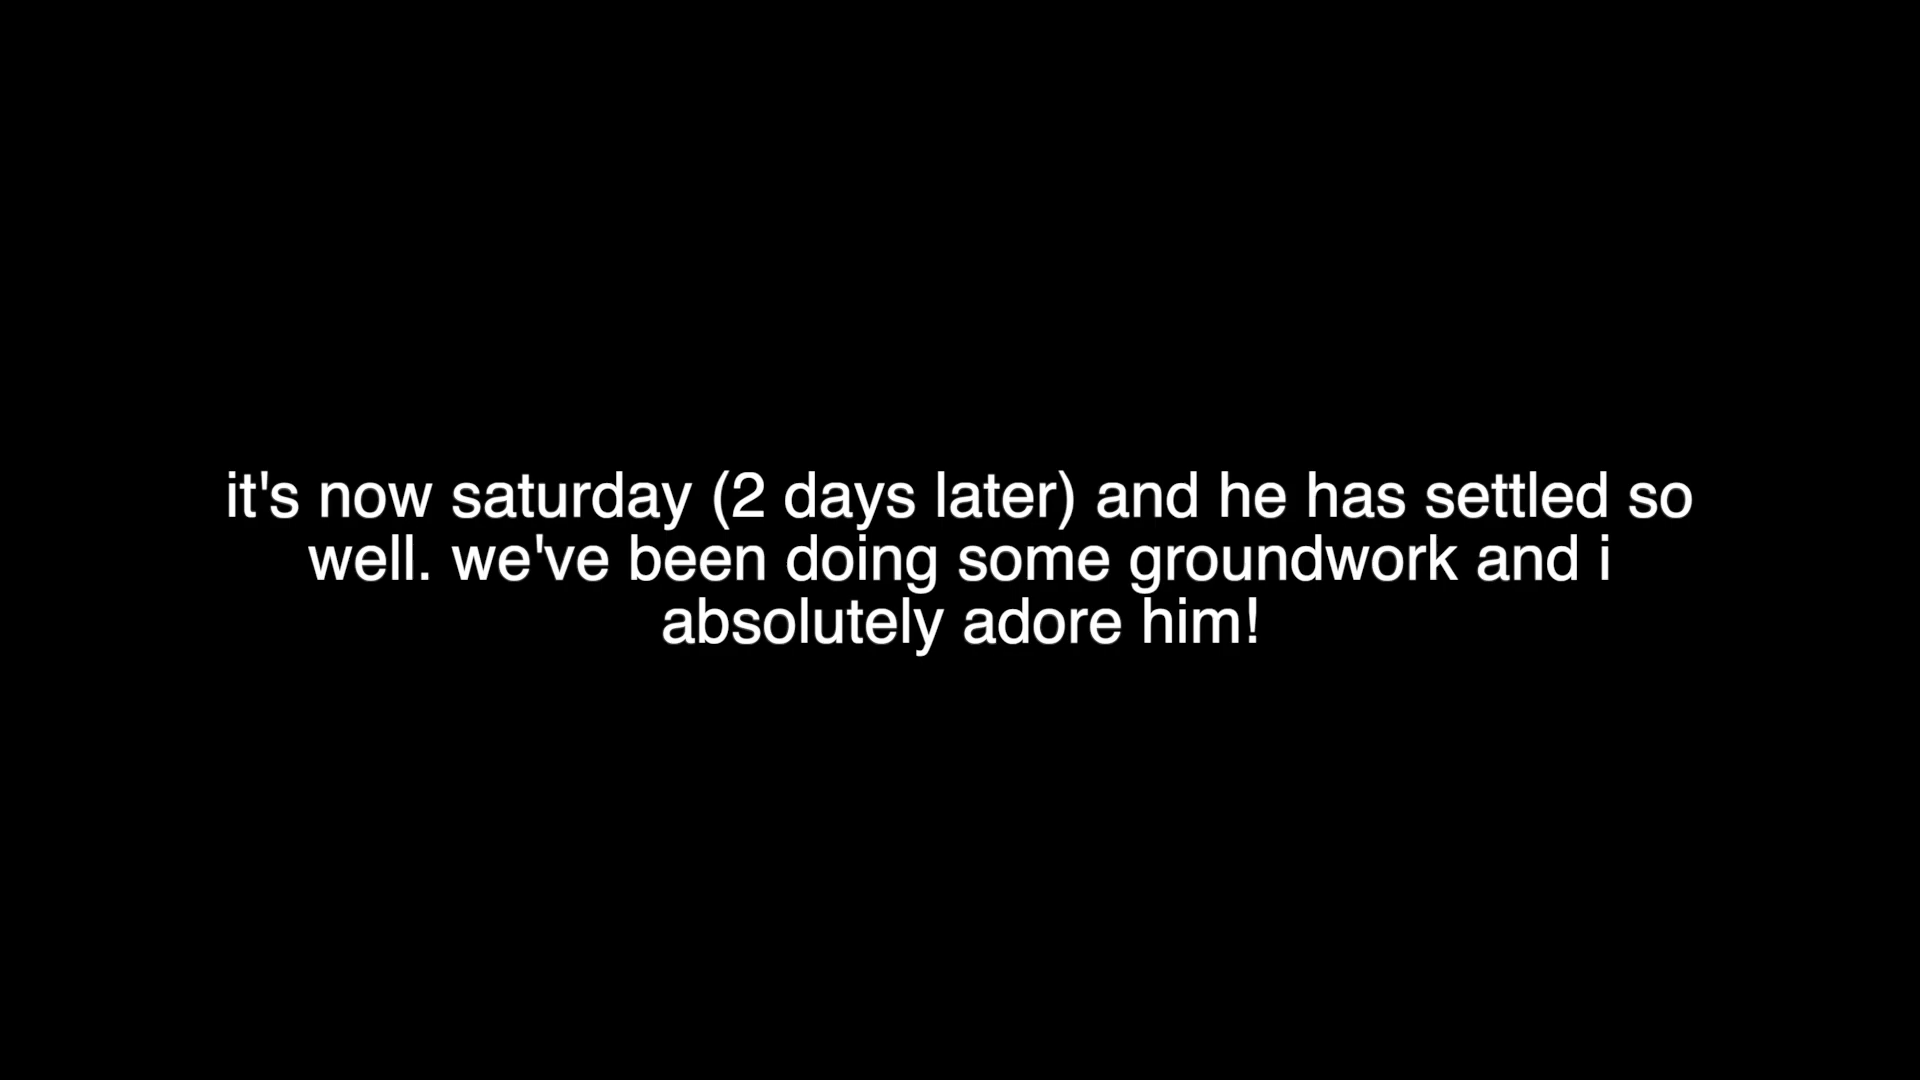 it's now saturday (2 days later) and he has settled so
well. we've been doing some groundwork and i
absolutely adore him!